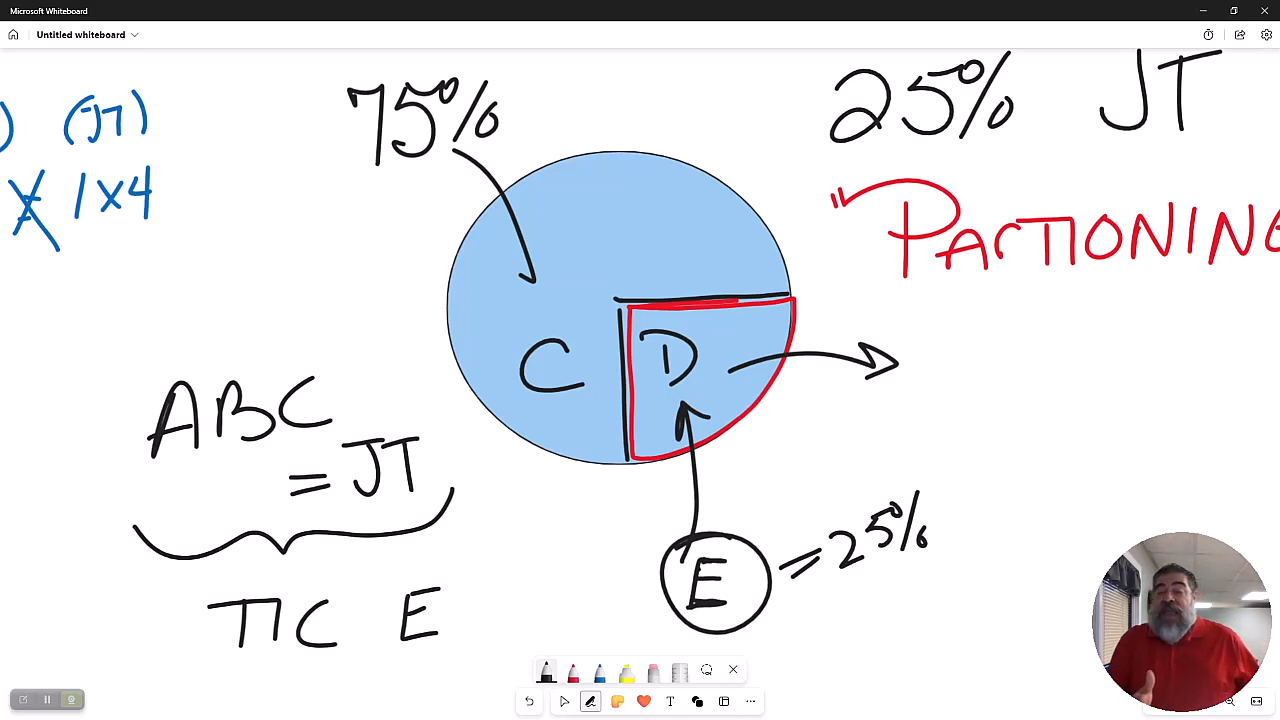 Microsoft Whiteboard
Untitled whiteboard
) (JT)
1x4
75%
25% JT
"PARTIONING
C
D
ABC
= JT
TIC E
E
= 25%
T